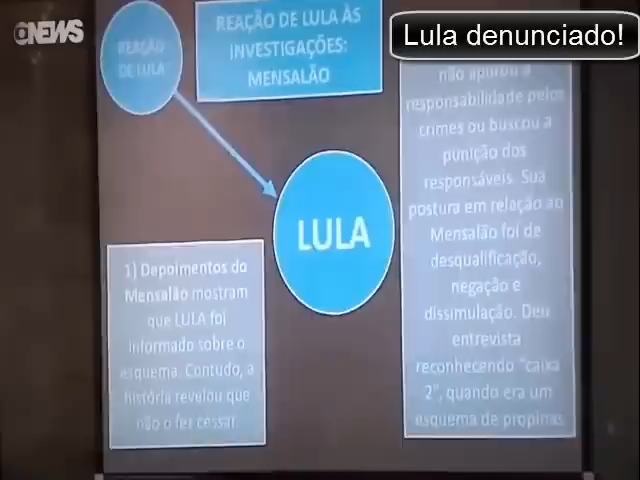 GNEWS
Lula denunciado!
REAÇÃO
DE LULA
REAÇÃO DE LULA ÀS
INVESTIGAÇÕES:
MENSALÃO
LULA
1) Depoimentos do
Mensalão mostram
que LULA foi
informado sobre o
esquema. Contudo, a
história revelou que
não o fez cessar.
não apurou a
responsabilidade pelos
crimes ou buscou a
punição dos
responsáveis. Sua
postura em relação ao
Mensalão foi de
desqualificação,
negação e
dissimulação. Deu
entrevista
reconhecendo "caixa
2", quando era um
esquema de propinas